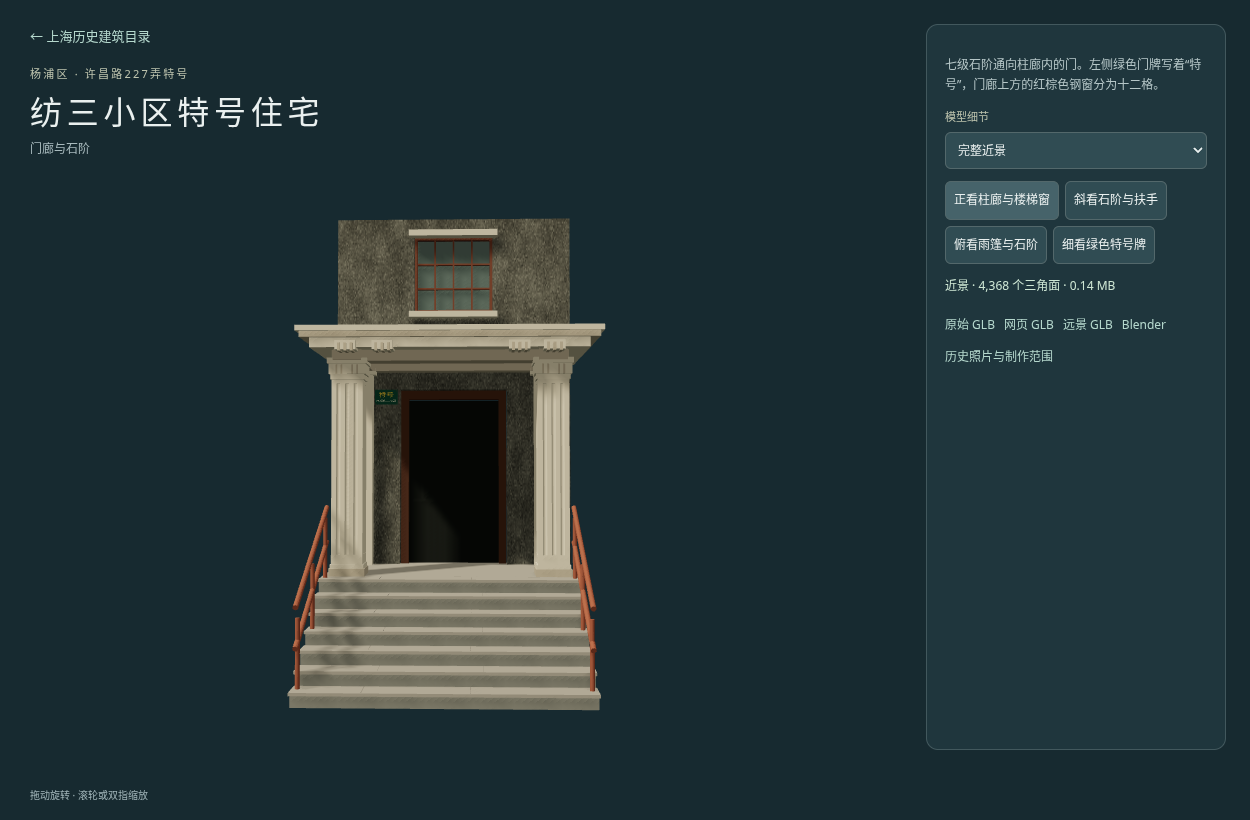 ← 上海历史建筑目录
杨浦区 · 许昌路227弄特号
纺三小区特号住宅
门廊与石阶
七级石阶通向柱廊内的门。左侧绿色门牌写着“特
号”，门廊上方的红棕色钢窗分为十二格。
模型细节
完整近景
正看柱廊与楼梯窗
斜看石阶与扶手
俯看雨篷与石阶
细看绿色特号牌
近景 · 4,368 个三角面 · 0.14 MB
原始 GLB 网页 GLB 远景 GLB Blender
历史照片与制作范围
特号
拖动旋转 · 滚轮或双指缩放